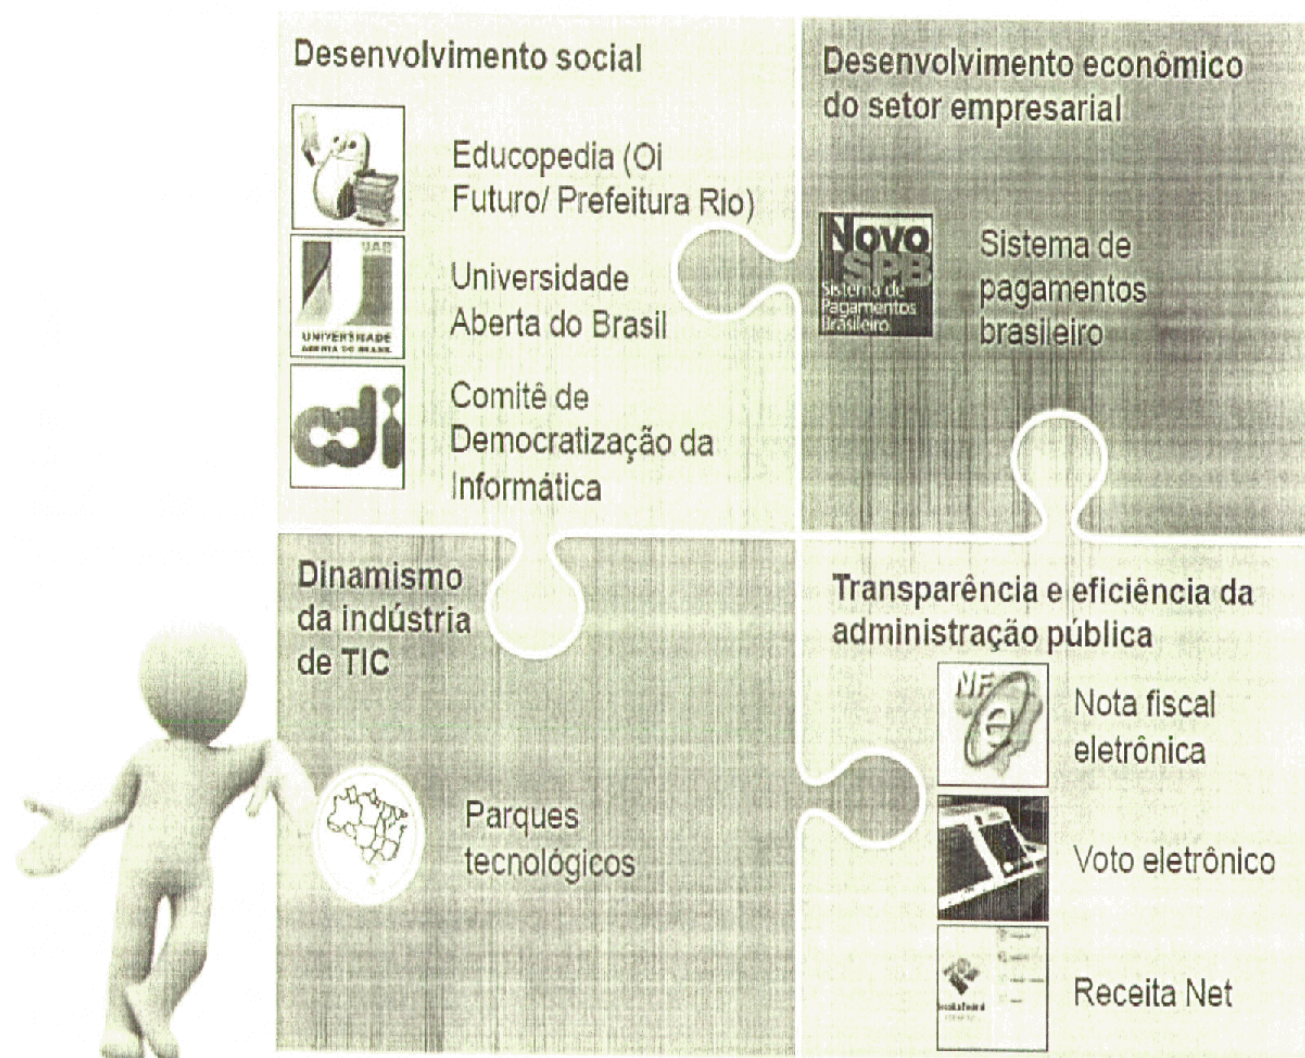 Desenvolvimento social
Educopedia (Oi
Futuro/ Prefeitura Rio)
UAB
UNIVERSIDADE
ABERTA DO BRASIL
Universidade
Aberta do Brasil
cdi
Comitê de
Democratização da
Informática
Desenvolvimento econômico
do setor empresarial
Novo
SPB
Sistema de
Pagamentos
Brasileiro
Sistema de
pagamentos
brasileiro
Dinamismo
da indústria
de TIC
Parques
tecnológicos
Transparência e eficiência da
administração pública
NF
e
Nota fiscal
eletrônica
Voto eletrônico
Receita Net